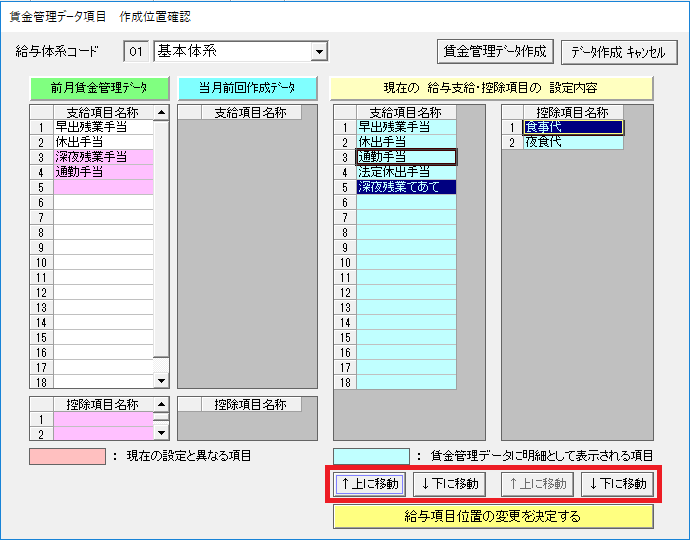 賃金管理データ項目　作成位置確認
給与体系コード　01　基本体系　賃金管理データ作成　データ作成 キャンセル
前月賃金管理データ　当月前回作成データ　現在の 給与支給・控除項目の 設定内容
支給項目名称
1 早出残業手当
2 休出手当
3 深夜残業手当
4 通勤手当
5
6
7
8
9
10
11
12
13
14
15
16
17
18
控除項目名称
1
2
支給項目名称
控除項目名称
支給項目名称
1 早出残業手当
2 休出手当
3 通勤手当
4 法定休出手当
5 深夜残業てあて
6
7
8
9
10
11
12
13
14
15
16
17
18
控除項目名称
1 食事代
2 夜食代
： 現在の設定と異なる項目
： 賃金管理データに明細として表示される項目
↑上に移動　↓下に移動　↑上に移動　↓下に移動
給与項目位置の変更を決定する